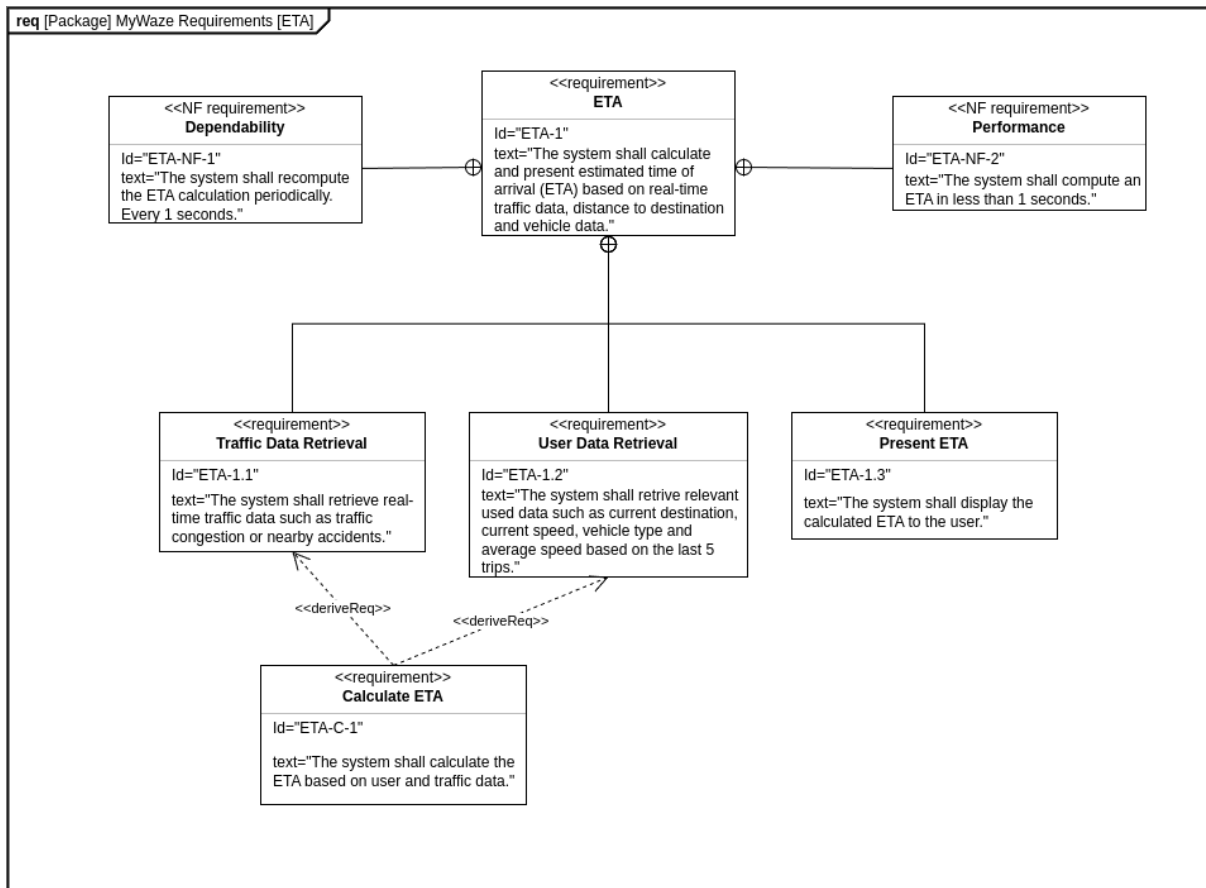 req [Package] MyWaze Requirements [ETA]
<<NF requirement>>
Dependability
Id="ETA-NF-1"
text="The system shall recompute
the ETA calculation periodically.
Every 1 seconds."
<<requirement>>
ETA
Id="ETA-1"
text="The system shall calculate
and present estimated time of
arrival (ETA) based on real-time
traffic data, distance to destination
and vehicle data."
<<NF requirement>>
Performance
Id="ETA-NF-2"
text="The system shall compute an
ETA in less than 1 seconds."
<<requirement>>
Traffic Data Retrieval
Id="ETA-1.1"
text="The system shall retrieve real-
time traffic data such as traffic
congestion or nearby accidents."
<<requirement>>
User Data Retrieval
Id="ETA-1.2"
text="The system shall retrive relevant
used data such as current destination,
current speed, vehicle type and
average speed based on the last 5
trips."
<<requirement>>
Present ETA
Id="ETA-1.3"
text="The system shall display the
calculated ETA to the user."
<<deriveReq>>
<<deriveReq>>
<<requirement>>
Calculate ETA
Id="ETA-C-1"
text="The system shall calculate the
ETA based on user and traffic data."